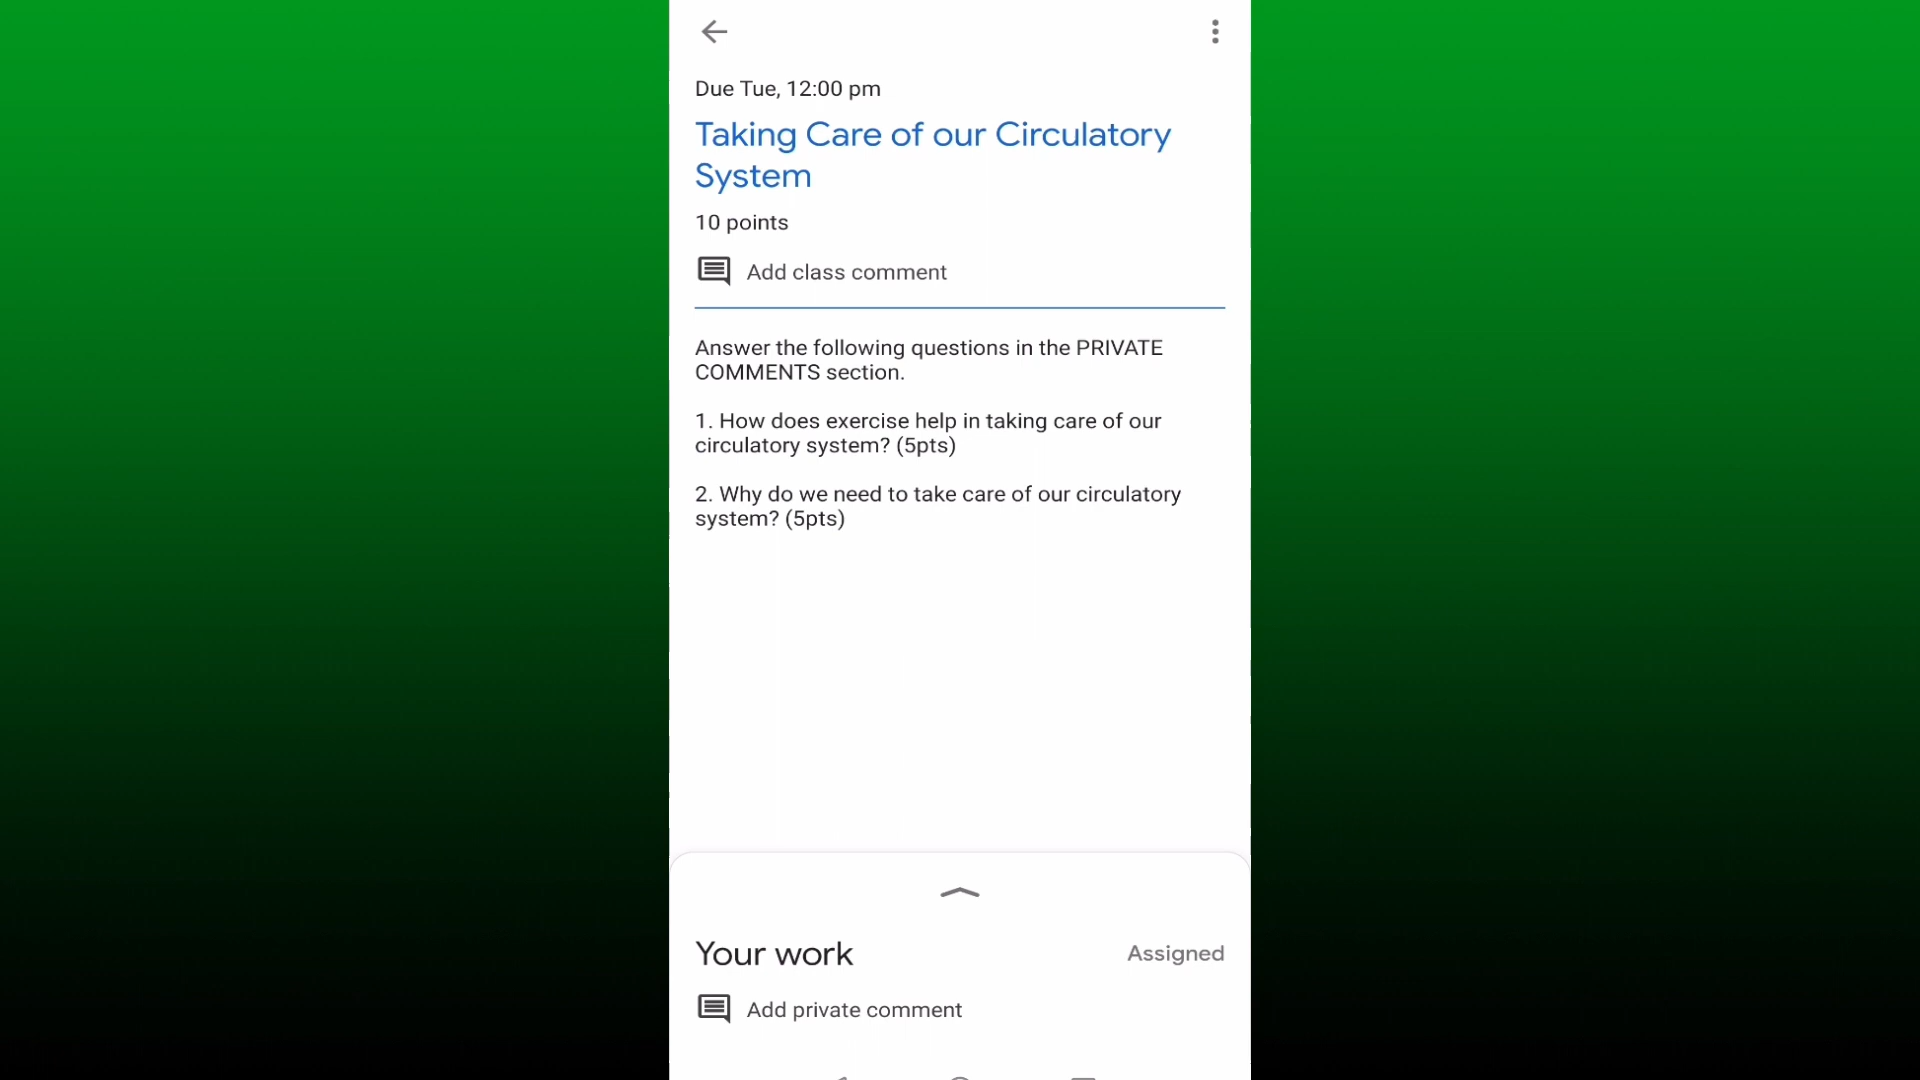 Due Tue, 12:00 pm
Taking Care of our Circulatory
System
10 points
Add class comment
Answer the following questions in the PRIVATE
COMMENTS section.
1. How does exercise help in taking care of our
circulatory system? (5pts)
2. Why do we need to take care of our circulatory
system? (5pts)
Your work
Assigned
Add private comment